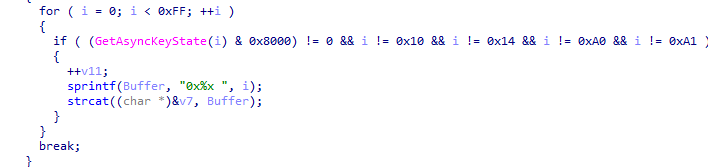 {
for ( i = 0; i < 0xFF; ++i )
{
if ( (GetAsyncKeyState(i) & 0x8000) != 0 && i != 0x10 && i != 0x14 && i != 0xA0 && i != 0xA1 )
{
++v11;
sprintf(Buffer, "0x%x ", i);
strcat((char *)&v7, Buffer);
}
}
break;
}